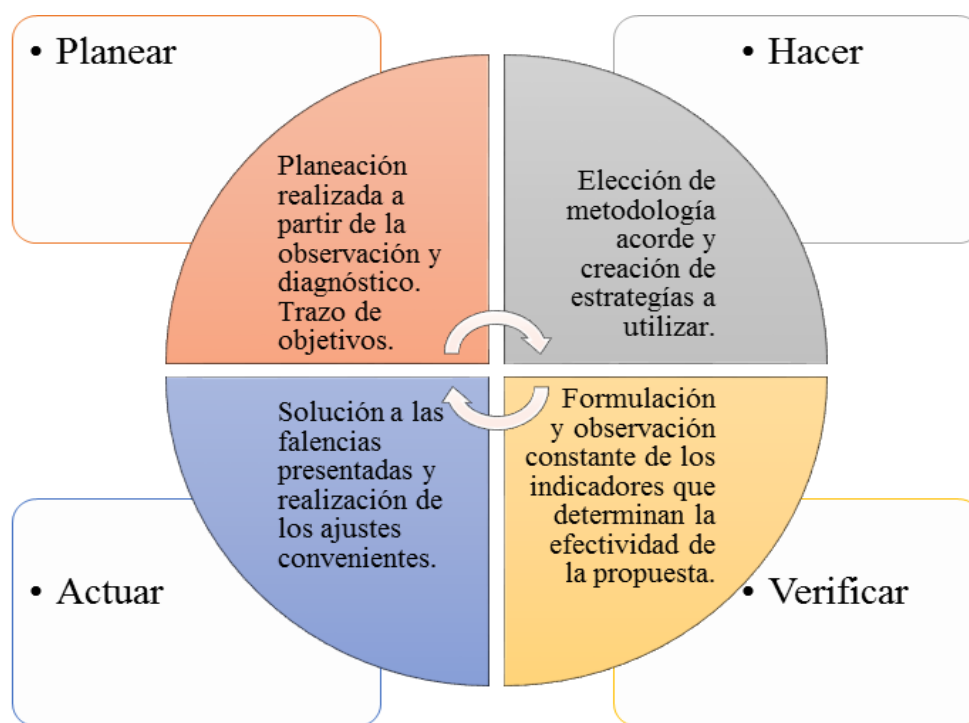 • Planear
Planeación
realizada a
partir de la
observación y
diagnóstico.
Trazo de
objetivos.
• Hacer
Elección de
metodología
acorde y
creación de
estrategías a
utilizar.
Solución a las
falencias
presentadas y
realización de
los ajustes
convenientes.
• Actuar
Formulación
y observación
constante de los
indicadores que
determinan la
efectividad de
la propuesta.
• Verificar